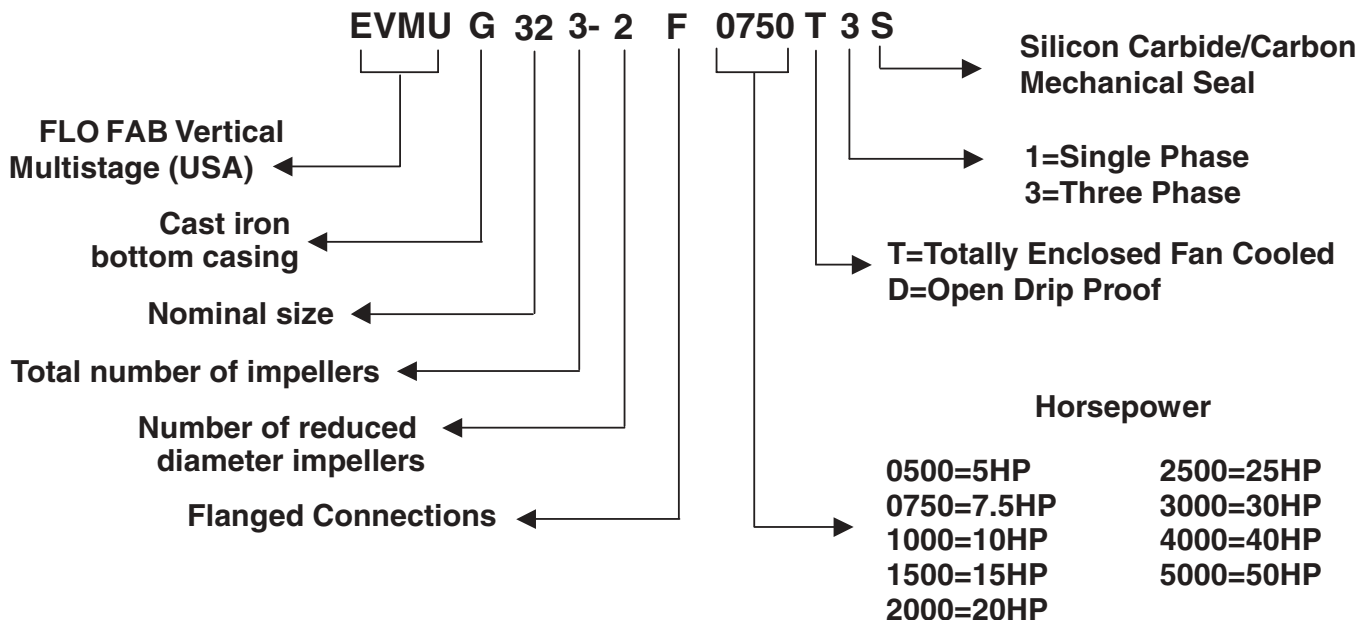 EVMU G 32 3- 2 F 0750 T 3 S
Silicon Carbide/Carbon
Mechanical Seal
FLO FAB Vertical
Multistage (USA)
1=Single Phase
3=Three Phase
Cast iron
bottom casing
T=Totally Enclosed Fan Cooled
D=Open Drip Proof
Nominal size
Total number of impellers
Number of reduced
diameter impellers
Flanged Connections
Horsepower
0500=5HP
0750=7.5HP
1000=10HP
1500=15HP
2000=20HP
2500=25HP
3000=30HP
4000=40HP
5000=50HP